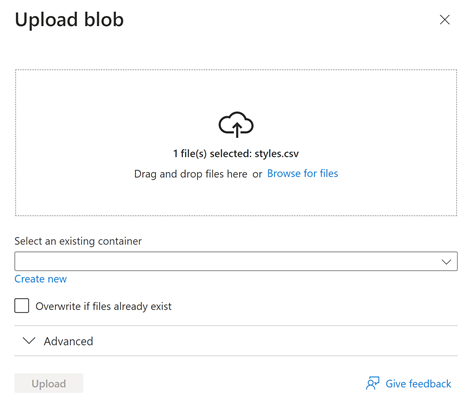 Upload blob
1 file(s) selected: styles.csv
Drag and drop files here or Browse for files
Select an existing container
Create new
Overwrite if files already exist
Advanced
Upload
Give feedback